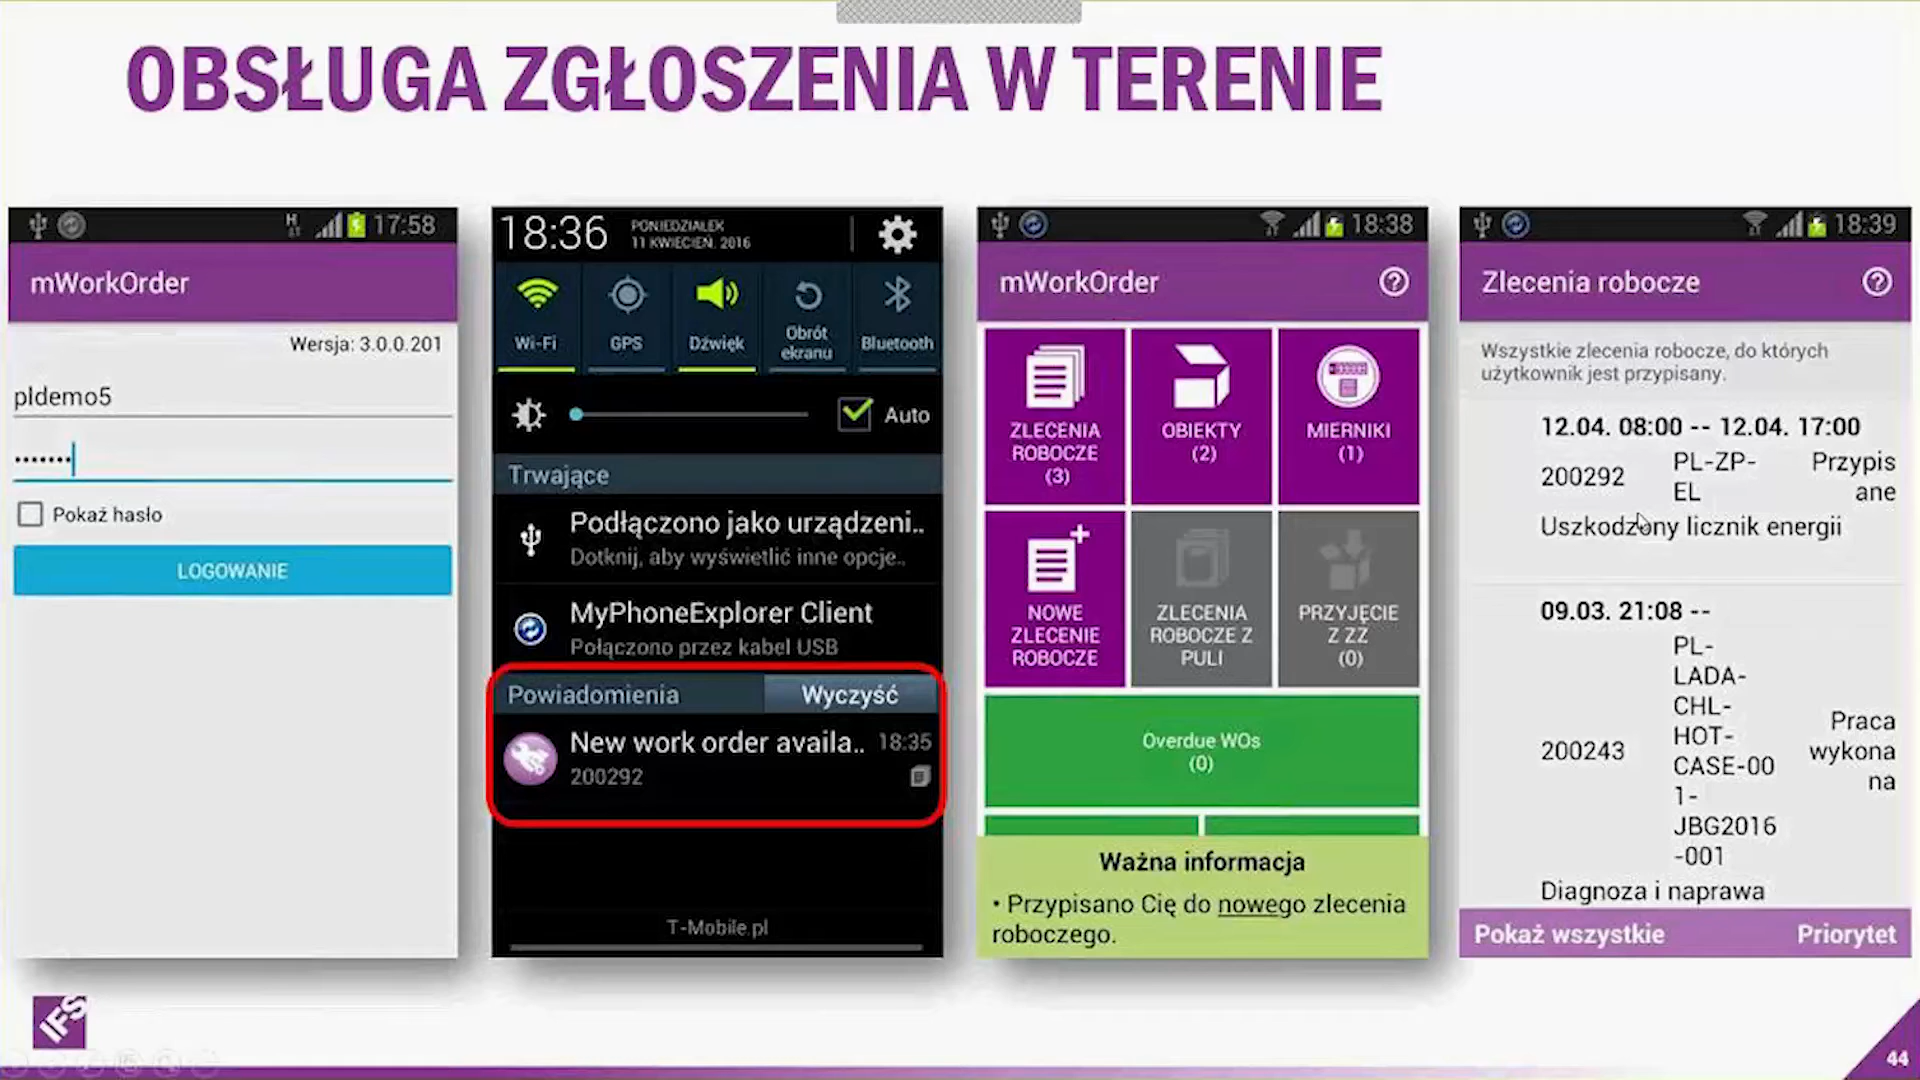 OBSŁUGA ZGŁOSZENIA W TERENIE
H
17:58
mWorkOrder
Wersja: 3.0.0.201
pldemo5
•••••••
Pokaż hasło
LOGOWANIE
18:36
PONIEDZIAŁEK
11 KWIECIEŃ, 2016
Wi-Fi
GPS
Dźwięk
Obrót
ekranu
Bluetooth
Auto
Trwające
Podłączono jako urządzeni..
Dotknij, aby wyświetlić inne opcje..
MyPhoneExplorer Client
Połączono przez kabel USB
Powiadomienia
Wyczyść
New work order availa..
18:35
200292
T-Mobile.pl
18:38
mWorkOrder
ZLECENIA
ROBOCZE
(3)
OBIEKTY
(2)
MIERNIKI
(1)
NOWE
ZLECENIE
ROBOCZE
ZLECENIA
ROBOCZE Z
PULI
PRZYJĘCIE
Z ZZ
(0)
Overdue WOs
(0)
Ważna informacja
• Przypisano Cię do nowego zlecenia
roboczego.
18:39
Zlecenia robocze
Wszystkie zlecenia robocze, do których
użytkownik jest przypisany.
12.04. 08:00 -- 12.04. 17:00
200292
PL-ZP-
EL
Przypis
ane
Uszkodzony licznik energii
09.03. 21:08 --
200243
PL-
LADA-
CHL-
HOT-
CASE-00
1-
JBG2016
-001
Praca
wykona
na
Diagnoza i naprawa
Pokaż wszystkie
Priorytet
IFS
44